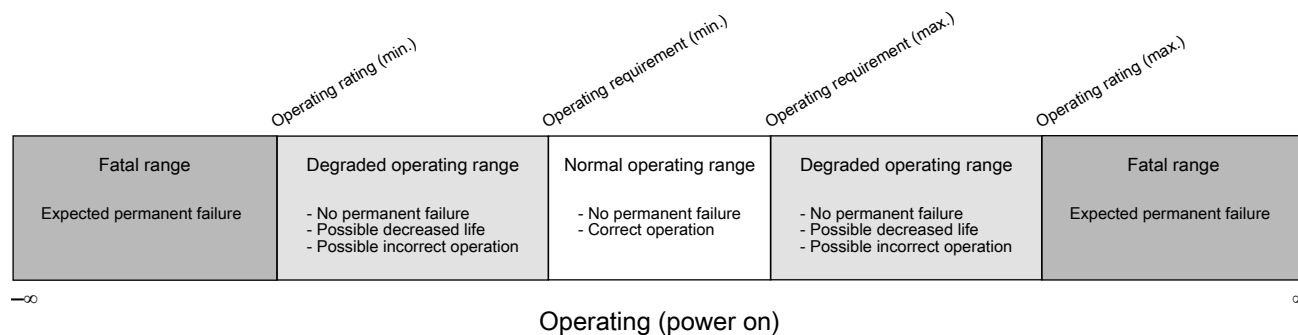 Operating rating (min.)
Operating requirement (min.)
Operating requirement (max.)
Operating rating (max.)
Fatal range
Expected permanent failure
Degraded operating range
- No permanent failure
- Possible decreased life
- Possible incorrect operation
Normal operating range
- No permanent failure
- Correct operation
Degraded operating range
- No permanent failure
- Possible decreased life
- Possible incorrect operation
Fatal range
Expected permanent failure
–∞
Operating (power on)